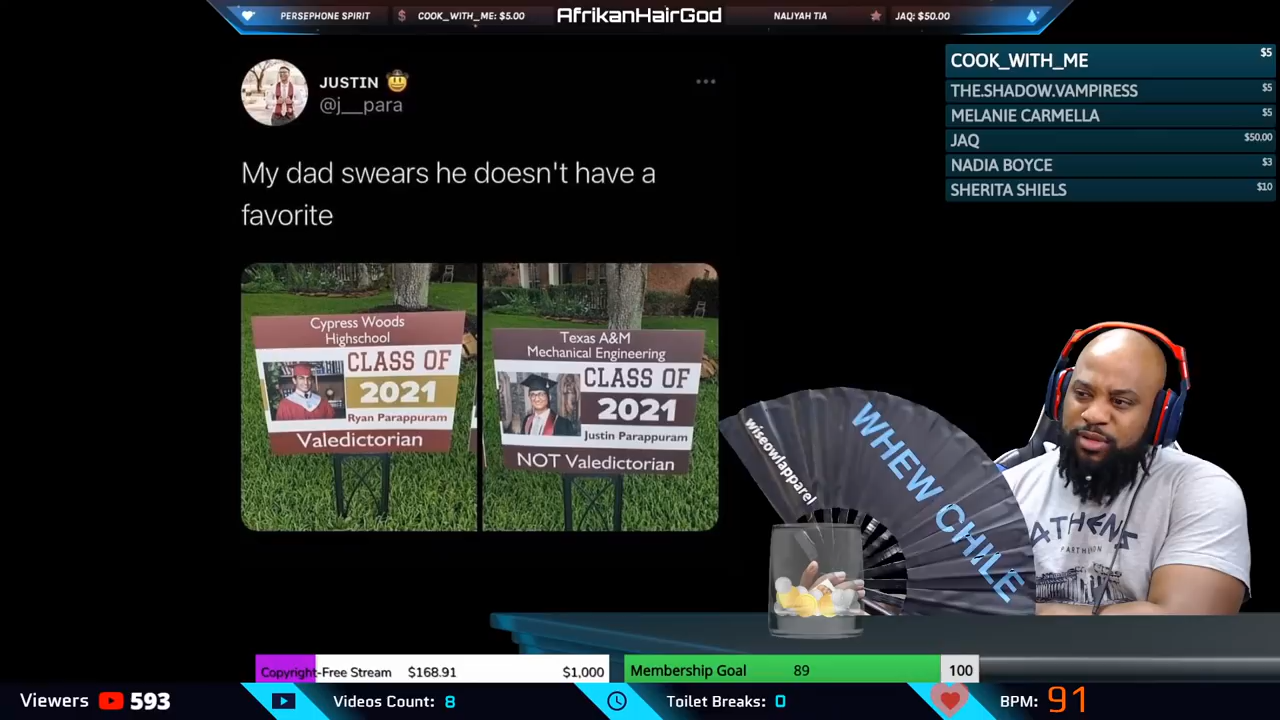 PERSEPHONE SPIRIT
$ COOK_WITH_ME: $5.00
AfrikanHairGod
NALIYAH TIA
JAQ: $50.00
JUSTIN
@j__para
My dad swears he doesn't have a
favorite
Cypress Woods
Highschool
CLASS OF
2021
Ryan Parappuram
Valedictorian
Texas A&M
Mechanical Engineering
CLASS OF
2021
Justin Parappuram
NOT Valedictorian
COOK_WITH_ME $5
THE.SHADOW.VAMPIRESS $5
MELANIE CARMELLA $5
JAQ $50.00
NADIA BOYCE $3
SHERITA SHIELS $10
wiseowlapparel
WHEW CHILE
ATHENS
PARTHENON
Copyright-Free Stream $168.91 $1,000
Membership Goal 89 100
Viewers 593
Videos Count: 8
Toilet Breaks: 0
BPM: 91